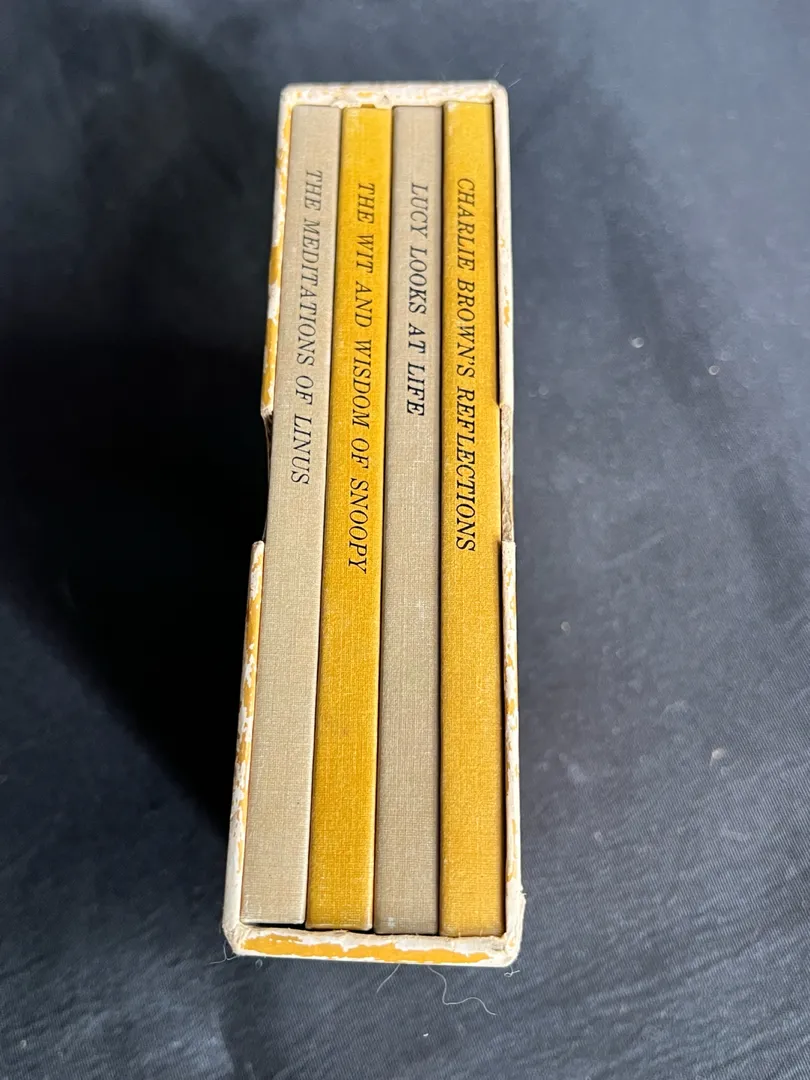 THE MEDITATIONS OF LINUS
THE WIT AND WISDOM OF SNOOPY
LUCY LOOKS AT LIFE
CHARLIE BROWN'S REFLECTIONS